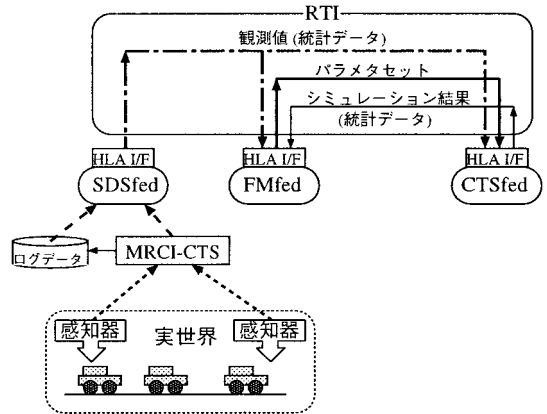 RTI
観測値 (統計データ)
パラメタセット
シミュレーション結果
(統計データ)
HLA I/F
HLA I/F
HLA I/F
SDSfed
FMfed
CTSfed
ログデータ
MRCI-CTS
感知器
実世界
感知器